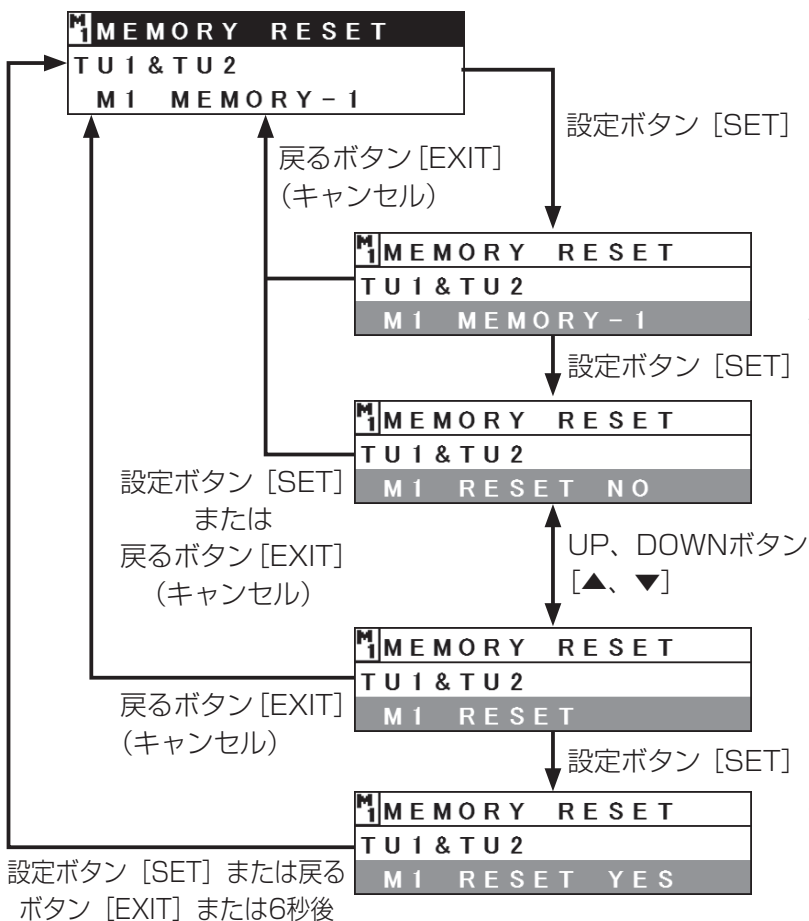 M1 MEMORY RESET
TU1&TU2
M1 MEMORY-1
設定ボタン［SET］
戻るボタン［EXIT］
（キャンセル）
M1 MEMORY RESET
TU1&TU2
M1 MEMORY-1
設定ボタン［SET］
M1 MEMORY RESET
TU1&TU2
M1 RESET NO
設定ボタン［SET］
または
戻るボタン［EXIT］
（キャンセル）
UP、DOWNボタン
［▲、▼］
M1 MEMORY RESET
TU1&TU2
M1 RESET
戻るボタン［EXIT］
（キャンセル）
設定ボタン［SET］
M1 MEMORY RESET
TU1&TU2
M1 RESET YES
設定ボタン［SET］または戻る
ボタン［EXIT］または6秒後